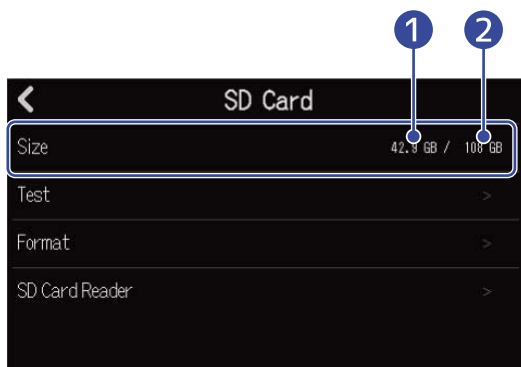 1 2
< SD Card
Size 42.9 GB / 108 GB
Test >
Format >
SD Card Reader >